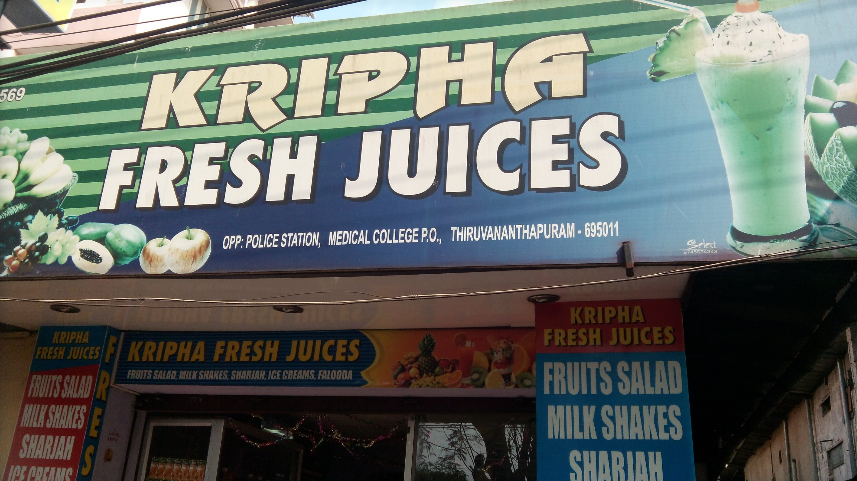 569
KRIPHA
FRESH JUICES
OPP: POLICE STATION, MEDICAL COLLEGE P.O., THIRUVANANTHAPURAM - 695011
Select
KRIPHA
FRESH JUICES
FRUITS SALAD
MILK SHAKES
SHARJAH
ICE CREAMS
FRES
KRIPHA FRESH JUICES
FRUITS SALAD, MILK SHAKES, SHARJAH, ICE CREAMS, FALOODA
KRIPHA
FRESH JUICES
FRUITS SALAD
MILK SHAKES
SHARJAH